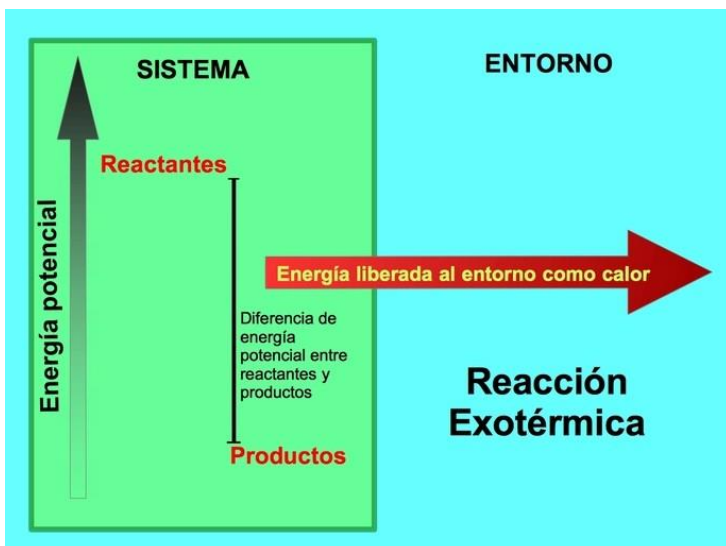 SISTEMA
ENTORNO
Energía potencial
Reactantes
Energía liberada al entorno como calor
Diferencia de
energía
potencial entre
reactantes y
productos
Productos
Reacción
Exotérmica